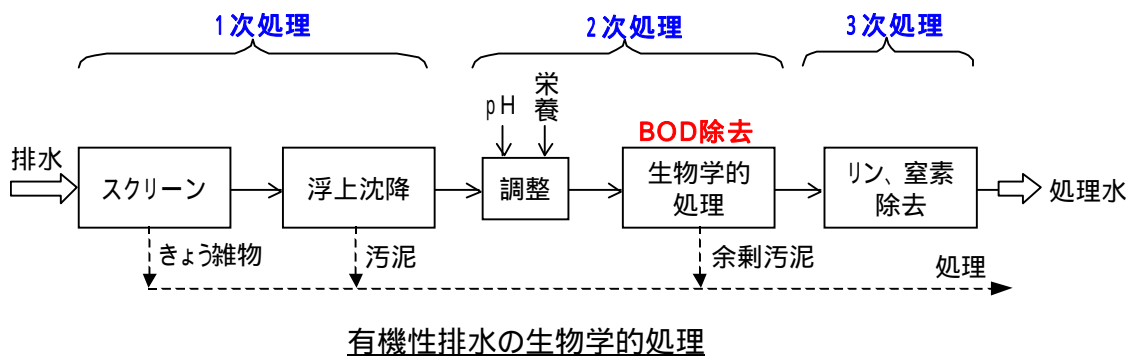 1次処理
2次処理
3次処理
pH
栄養
BOD除去
排水
スクリーン
浮上沈降
調整
生物学的
処理
リン、窒素
除去
処理水
きょう雑物
汚泥
余剰汚泥
処理
有機性排水の生物学的処理